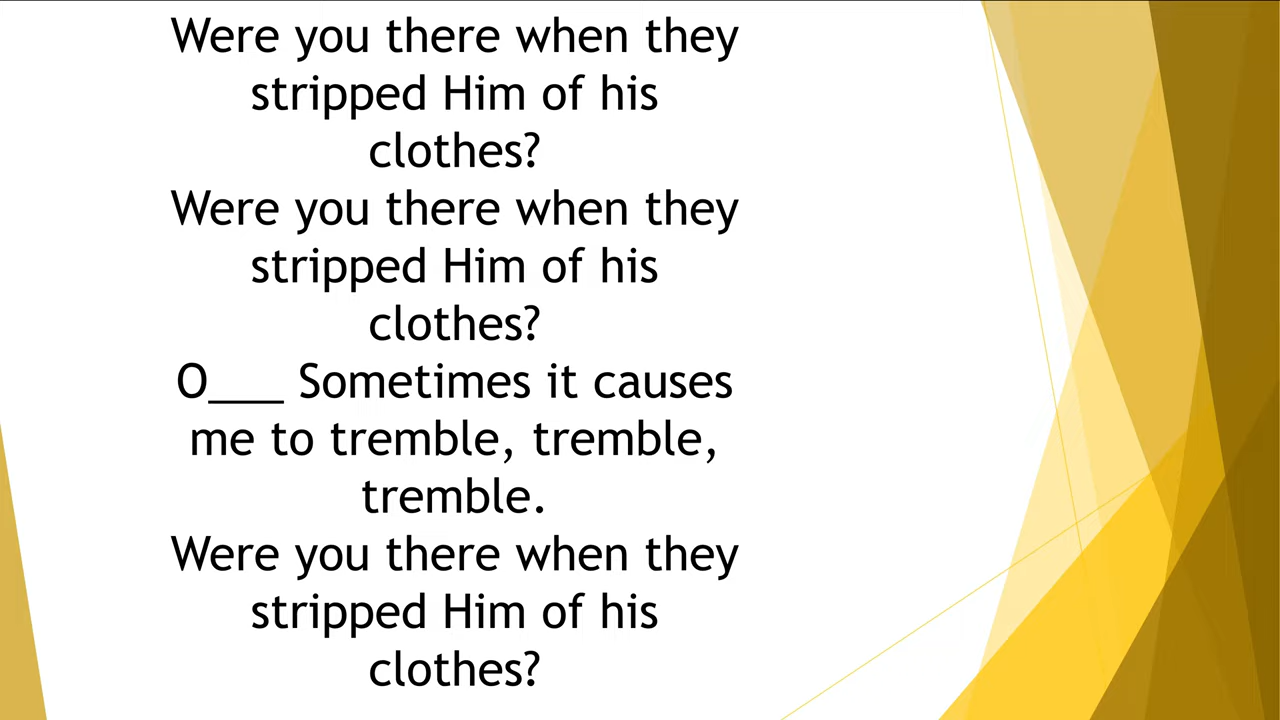 Were you there when they
stripped Him of his
clothes?
Were you there when they
stripped Him of his
clothes?
O___ Sometimes it causes
me to tremble, tremble,
tremble.
Were you there when they
stripped Him of his
clothes?